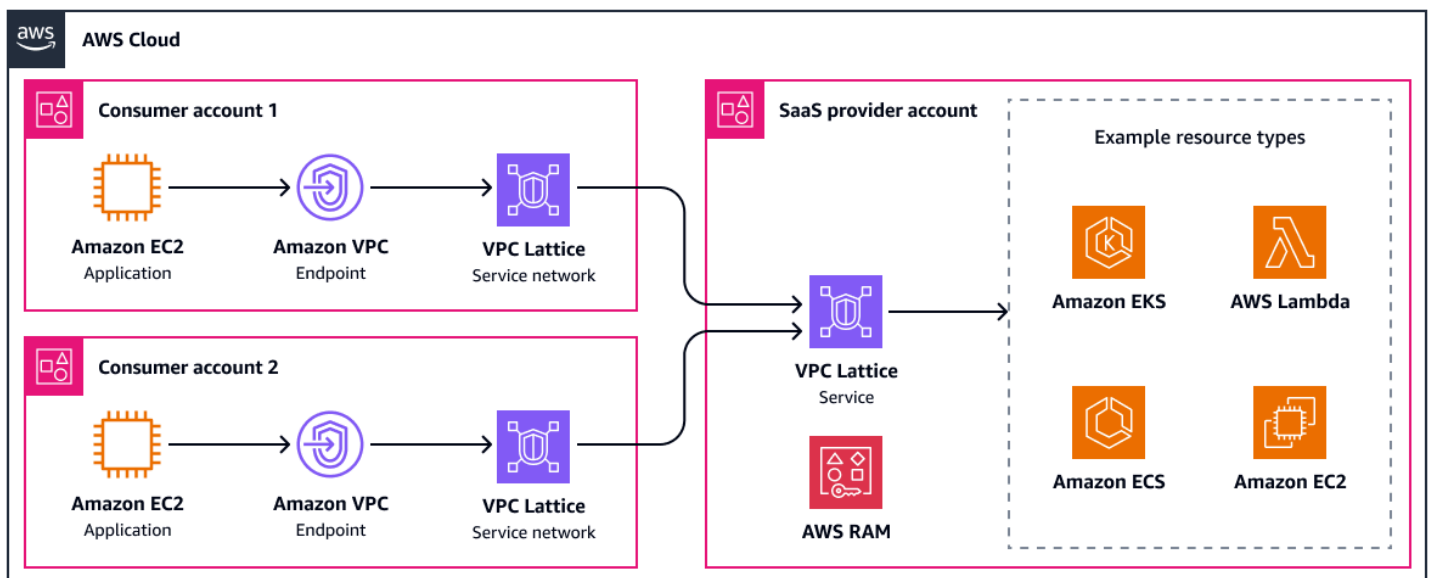 aws
AWS Cloud
Consumer account 1
Amazon EC2
Application
Amazon VPC
Endpoint
VPC Lattice
Service network
Consumer account 2
Amazon EC2
Application
Amazon VPC
Endpoint
VPC Lattice
Service network
SaaS provider account
VPC Lattice
Service
AWS RAM
Example resource types
K
Amazon EKS
AWS Lambda
Amazon ECS
Amazon EC2